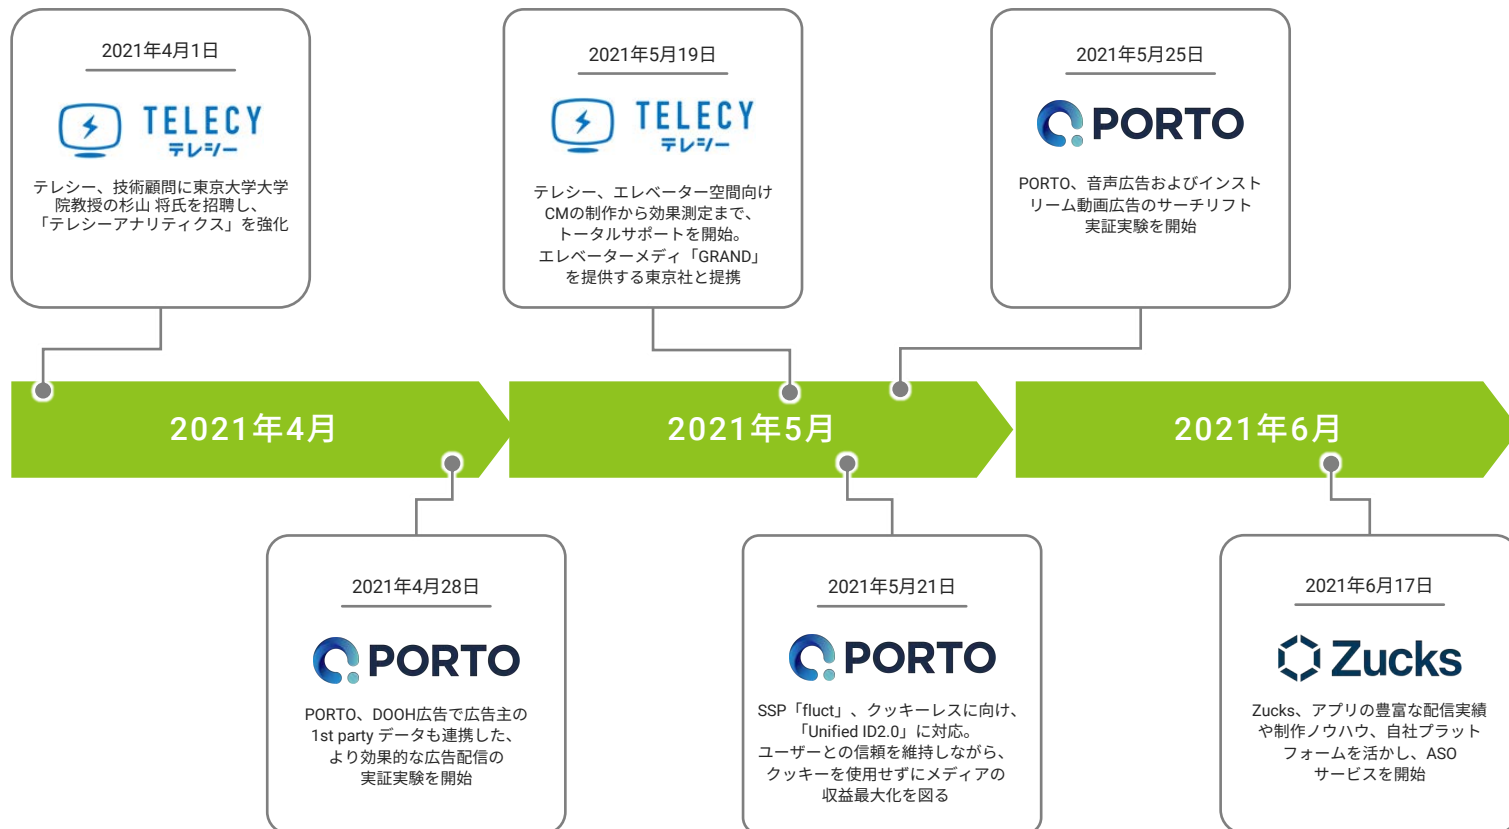 2021年4月1日
TELECY
テレシー
テレシー、技術顧問に東京大学大学
院教授の杉山 将氏を招聘し、
「テレシーアナリティクス」を強化
2021年5月19日
TELECY
テレシー
テレシー、エレベーター空間向け
CMの制作から効果測定まで、
トータルサポートを開始。
エレベーターメディ「GRAND」
を提供する東京社と提携
2021年5月25日
PORTO
PORTO、音声広告およびインスト
リーム動画広告のサーチリフト
実証実験を開始
2021年4月
2021年5月
2021年6月
2021年4月28日
PORTO
PORTO、DOOH広告で広告主の
1st party データも連携した、
より効果的な広告配信の
実証実験を開始
2021年5月21日
PORTO
SSP「fluct」、クッキーレスに向け、
「Unified ID2.0」に対応。
ユーザーとの信頼を維持しながら、
クッキーを使用せずにメディアの
収益最大化を図る
2021年6月17日
Zucks
Zucks、アプリの豊富な配信実績
や制作ノウハウ、自社プラット
フォームを活かし、ASO
サービスを開始